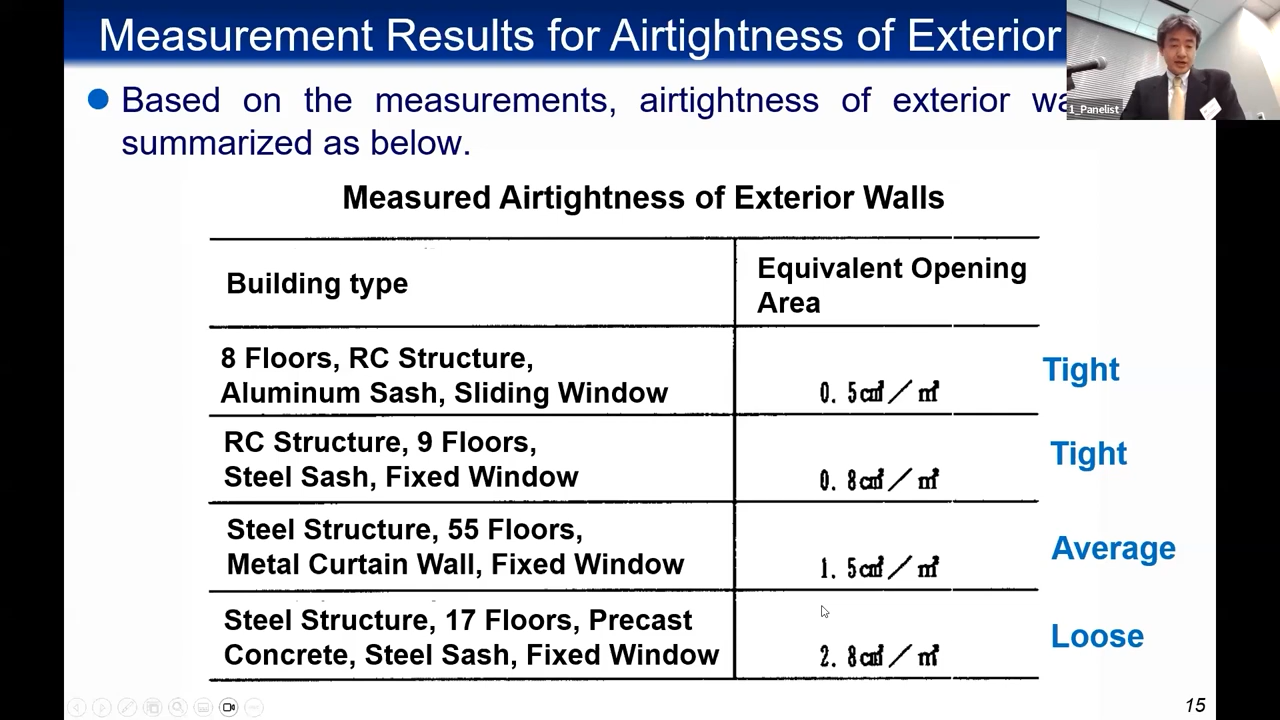 Measurement Results for Airtightness of Exterior
1_Panelist
Based on the measurements, airtightness of exterior
summarized as below.
Measured Airtightness of Exterior Walls
Building type
Equivalent Opening
Area
8 Floors, RC Structure,
Aluminum Sash, Sliding Window
0.5㎠／㎡
Tight
RC Structure, 9 Floors,
Steel Sash, Fixed Window
0.8㎠／㎡
Tight
Steel Structure, 55 Floors,
Metal Curtain Wall, Fixed Window
1.5㎠／㎡
Average
Steel Structure, 17 Floors, Precast
Concrete, Steel Sash, Fixed Window
2.8㎠／㎡
Loose
15